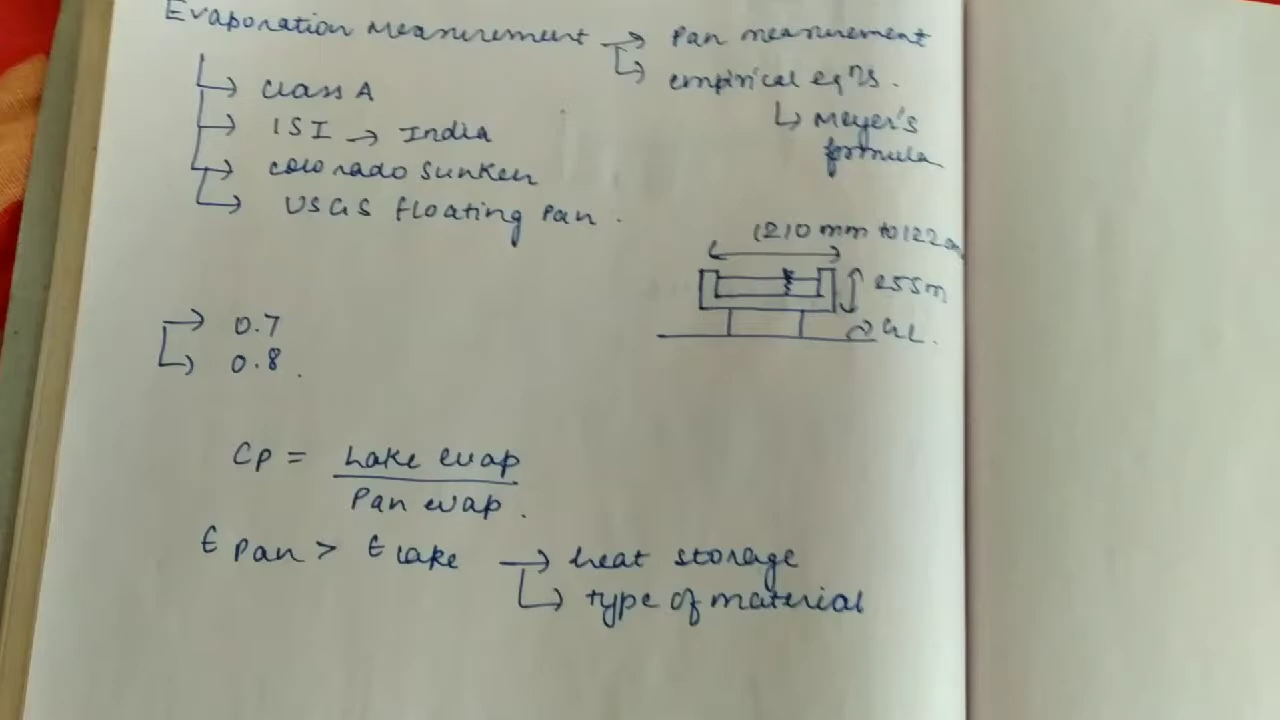 Evaporation Measurement → Pan measurement
→ empirical eqns.
↳ Meyer's
formula
→ Class A
→ ISI → India
→ Colorado Sunken
→ USGS floating Pan.
1210 mm to 122
255m
GL.
→ 0.7
→ 0.8.
Cp = Lake evap
Pan evap.
E Pan > E Lake → heat storage
→ type of material